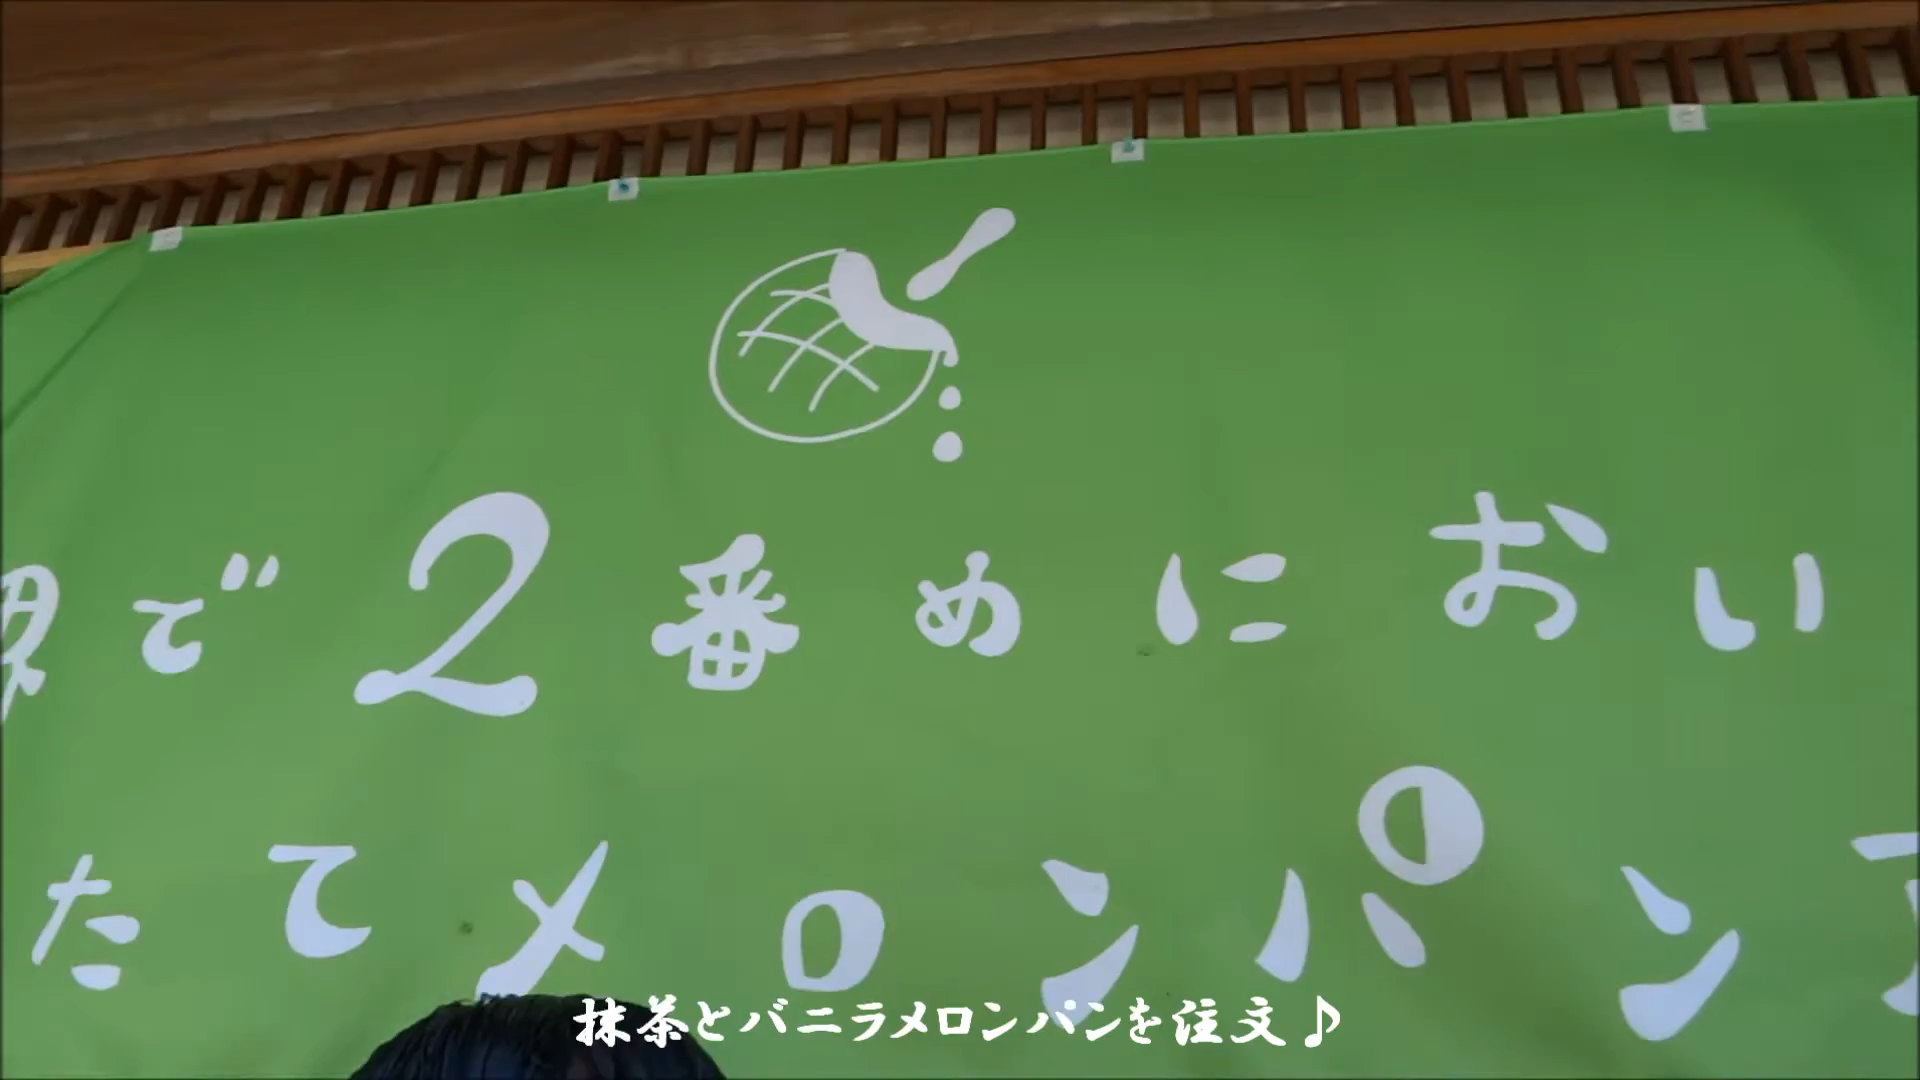 界で2番めにおい
たてメロンパン
抹茶とバニラメロンパンを注文♪